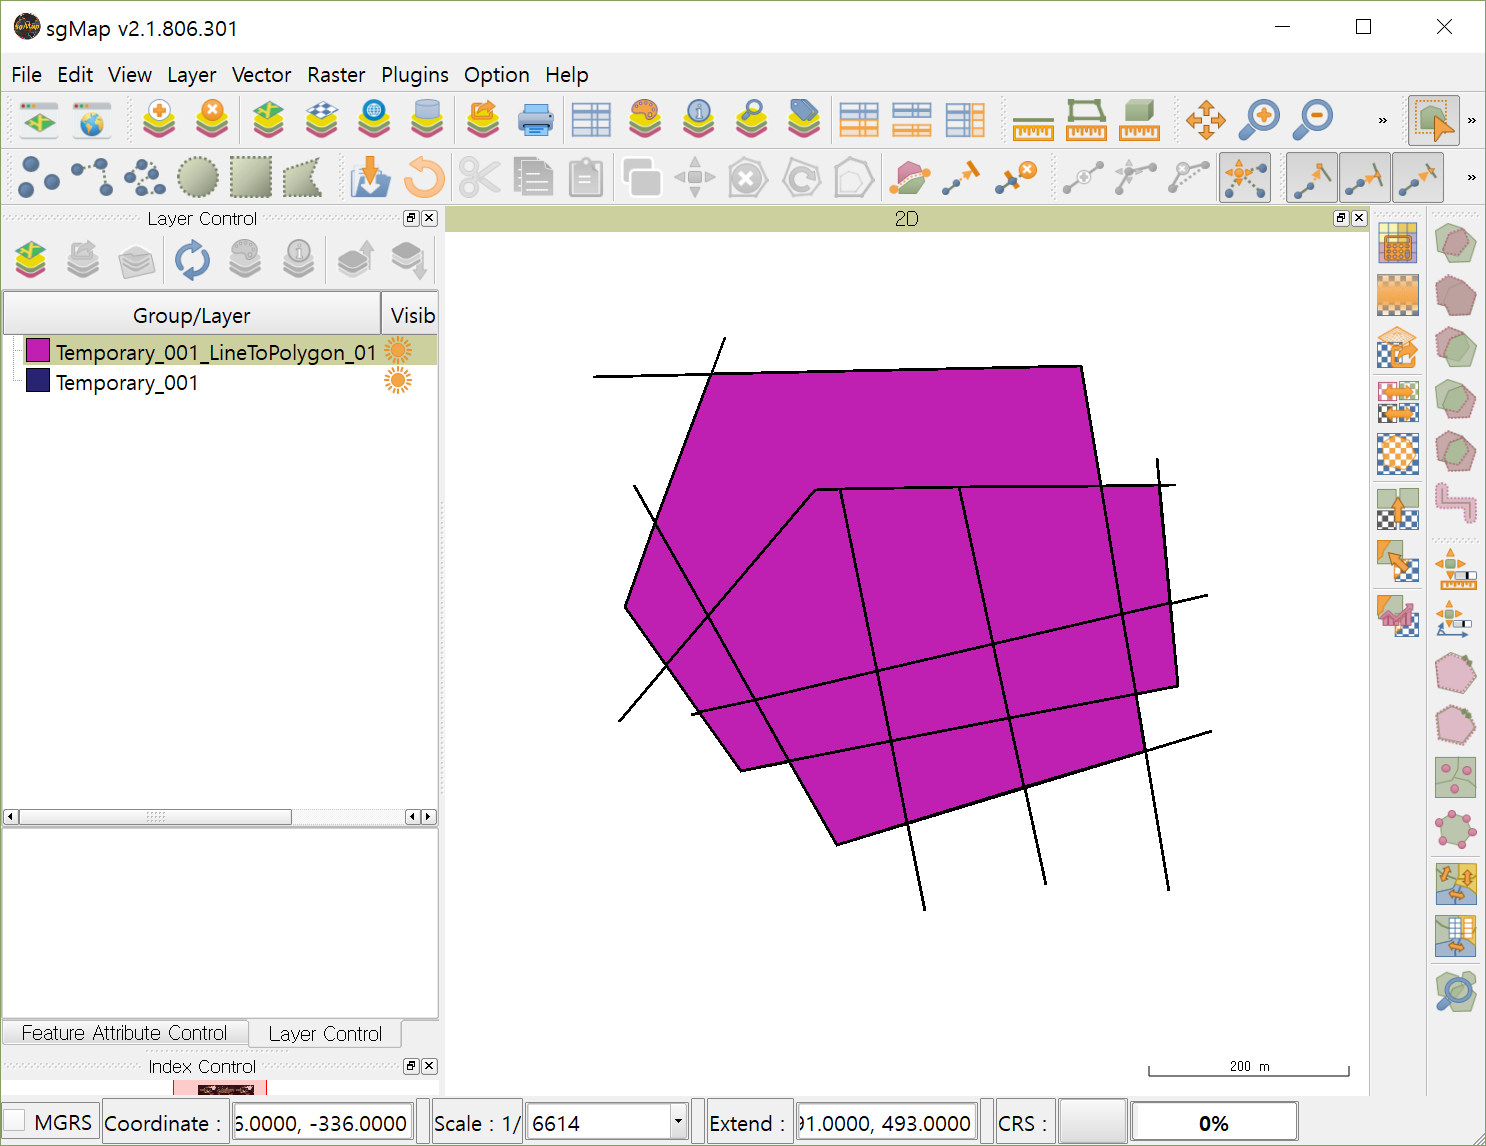 sgMap v2.1.806.301
File Edit View Layer Vector Raster Plugins Option Help
Layer Control
2D
Group/Layer Visib
Temporary_001_LineToPolygon_01
Temporary_001
Feature Attribute Control Layer Control
Index Control
200 m
MGRS Coordinate : 6.0000, -336.0000 Scale : 1/ 6614 Extend : 91.0000, 493.0000 CRS : 0%